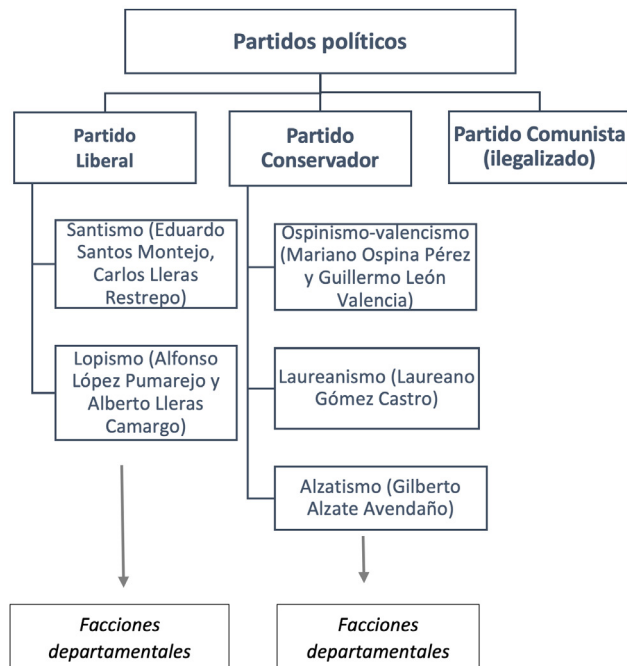 Partidos políticos
Partido
Liberal
Partido
Conservador
Partido Comunista
(ilegalizado)
Santismo (Eduardo
Santos Montejo,
Carlos Lleras
Restrepo)
Lopismo (Alfonso
López Pumarejo y
Alberto Lleras
Camargo)
Ospinismo-valencismo
(Mariano Ospina Pérez
y Guillermo León
Valencia)
Laureanismo (Laureano
Gómez Castro)
Alzatismo (Gilberto
Alzate Avendaño)
Facciones
departamentales
Facciones
departamentales